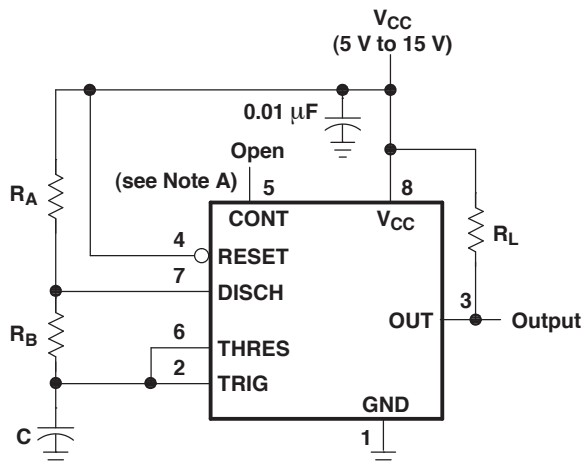 VCC
(5 V to 15 V)
0.01 μF
Open
(see Note A)
5
8
RA
CONT
VCC
RL
4
RESET
7
DISCH
3
OUT
Output
RB
6
THRES
2
TRIG
GND
C
1